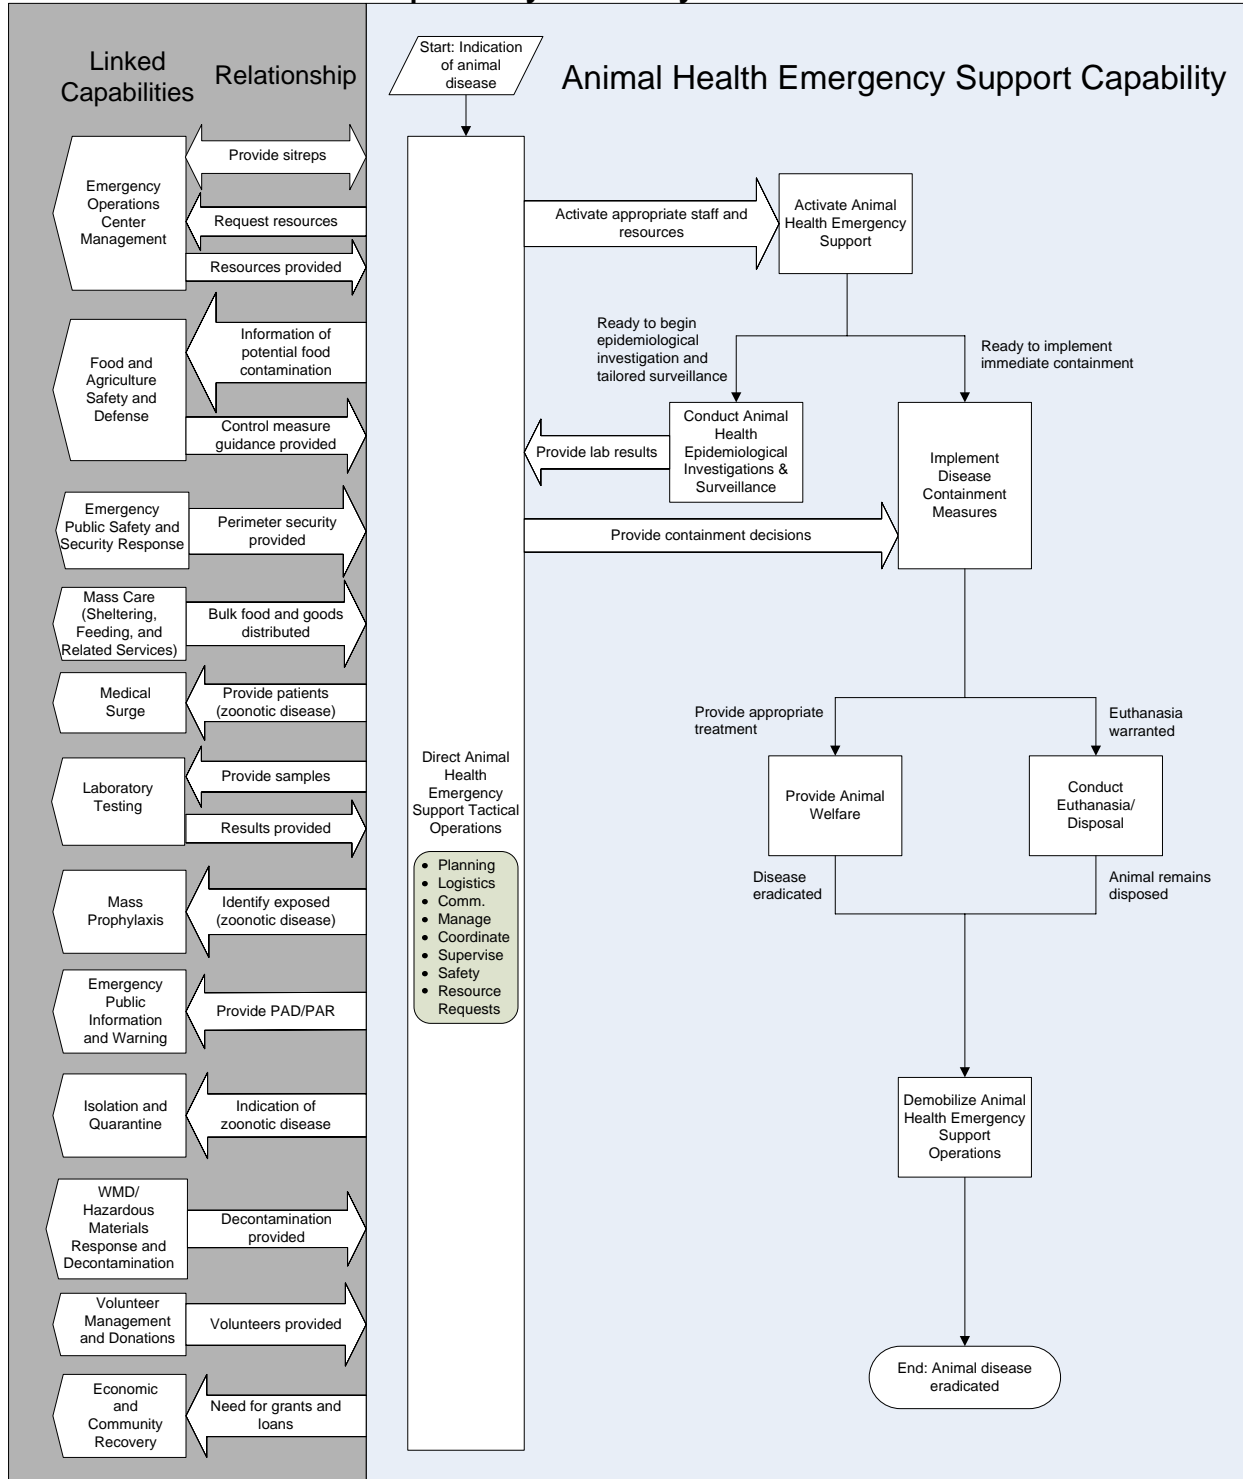 Linked
Capabilities
Relationship
Start: Indication
of animal
disease
Animal Health Emergency Support Capability
Emergency
Operations
Center
Management
Provide sitreps
Request resources
Resources provided
Activate appropriate staff and
resources
Activate Animal
Health Emergency
Support
Food and
Agriculture
Safety and
Defense
Information of
potential food
contamination
Control measure
guidance provided
Ready to begin
epidemiological
investigation and
tailored surveillance
Ready to implement
immediate containment
Provide lab results
Conduct Animal
Health
Epidemiological
Investigations &
Surveillance
Implement
Disease
Containment
Measures
Emergency
Public Safety and
Security Response
Perimeter security
provided
Provide containment decisions
Mass Care
(Sheltering,
Feeding, and
Related Services)
Bulk food and goods
distributed
Medical
Surge
Provide patients
(zoonotic disease)
Provide appropriate
treatment
Euthanasia
warranted
Laboratory
Testing
Provide samples
Results provided
Direct Animal
Health
Emergency
Support Tactical
Operations
• Planning
• Logistics
• Comm.
• Manage
• Coordinate
• Supervise
• Safety
• Resource
Requests
Provide Animal
Welfare
Conduct
Euthanasia/
Disposal
Disease
eradicated
Animal remains
disposed
Mass
Prophylaxis
Identify exposed
(zoonotic disease)
Emergency
Public
Information
and Warning
Provide PAD/PAR
Isolation and
Quarantine
Indication of
zoonotic disease
Demobilize Animal
Health Emergency
Support
Operations
WMD/
Hazardous
Materials
Response and
Decontamination
Decontamination
provided
Volunteer
Management
and Donations
Volunteers provided
Economic
and
Community
Recovery
Need for grants and
loans
End: Animal disease
eradicated